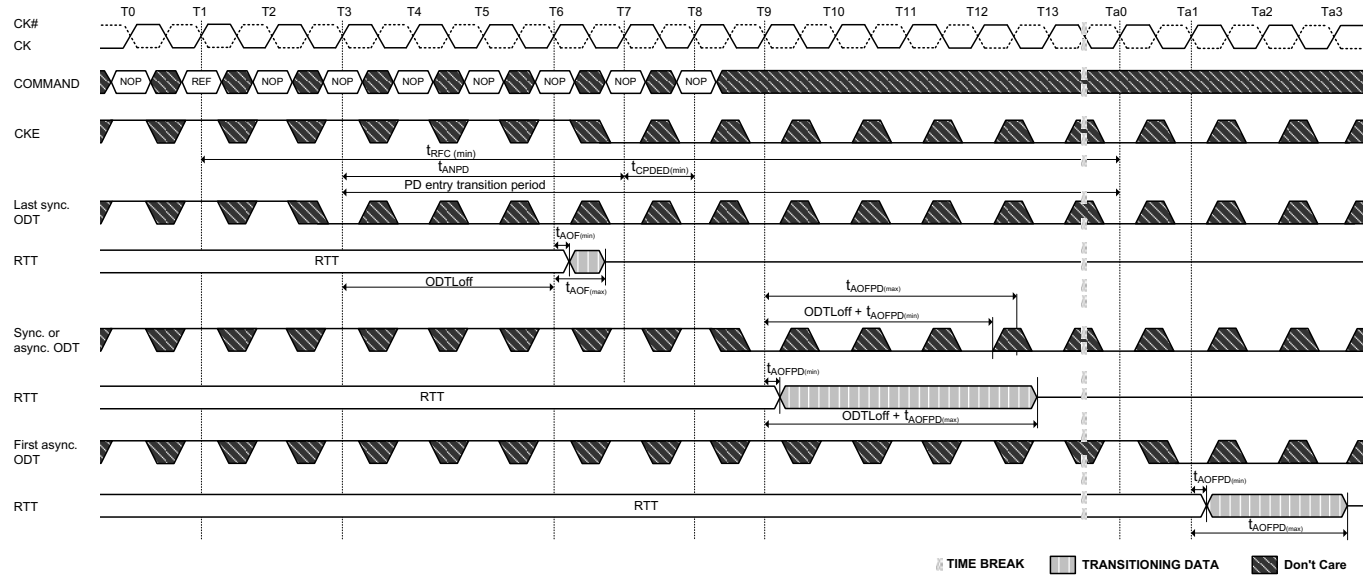 T0 T1 T2 T3 T4 T5 T6 T7 T8 T9 T10 T11 T12 T13 Ta0 Ta1 Ta2 Ta3
CK#
CK
COMMAND NOP REF NOP NOP NOP NOP NOP NOP NOP
CKE
tRFC (min)
tANPD tCPDED(min)
PD entry transition period
Last sync.
ODT
tAOF(min)
RTT RTT
ODTLoff tAOF(max)
tAOFPD(max)
ODTLoff + tAOFPD(min)
Sync. or
async. ODT
tAOFPD(min)
RTT RTT
ODTLoff + tAOFPD(max)
First async.
ODT
tAOFPD(min)
RTT RTT
tAOFPD(max)
TIME BREAK TRANSITIONING DATA Don't Care